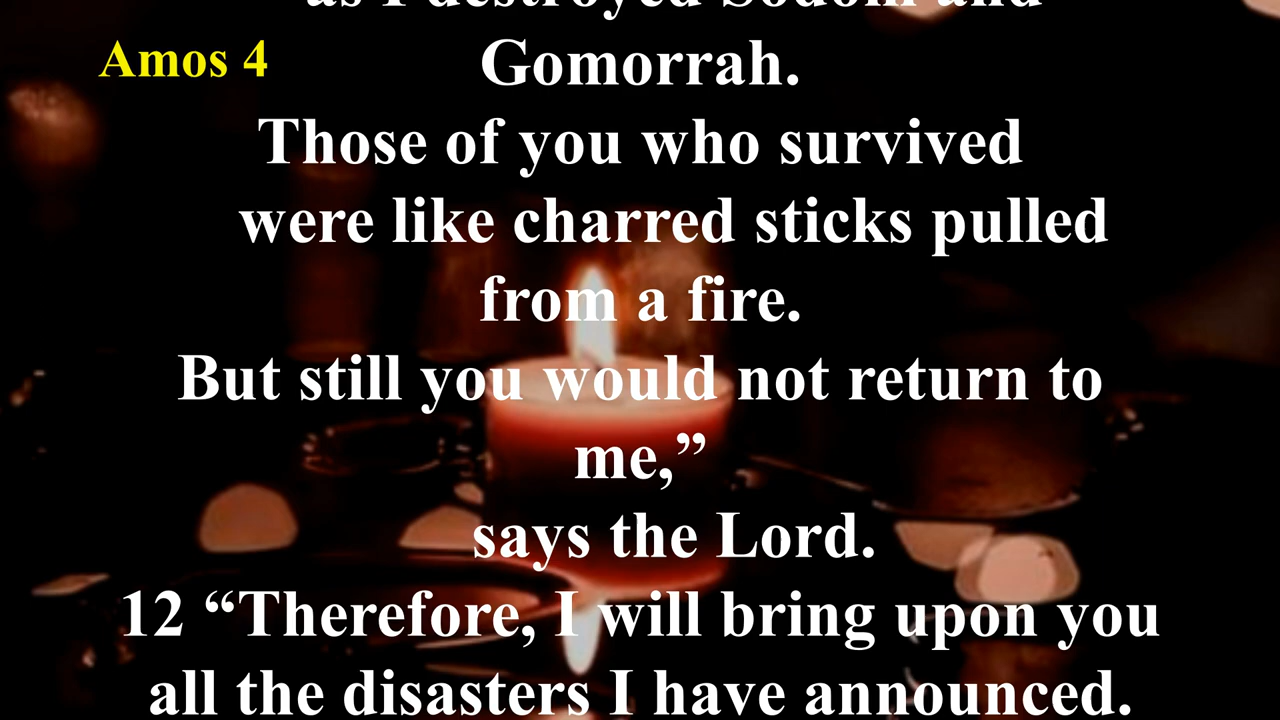 as I destroyed Sodom and
Amos 4
Gomorrah.
Those of you who survived
were like charred sticks pulled
from a fire.
But still you would not return to
me,”
says the Lord.
12 “Therefore, I will bring upon you
all the disasters I have announced.